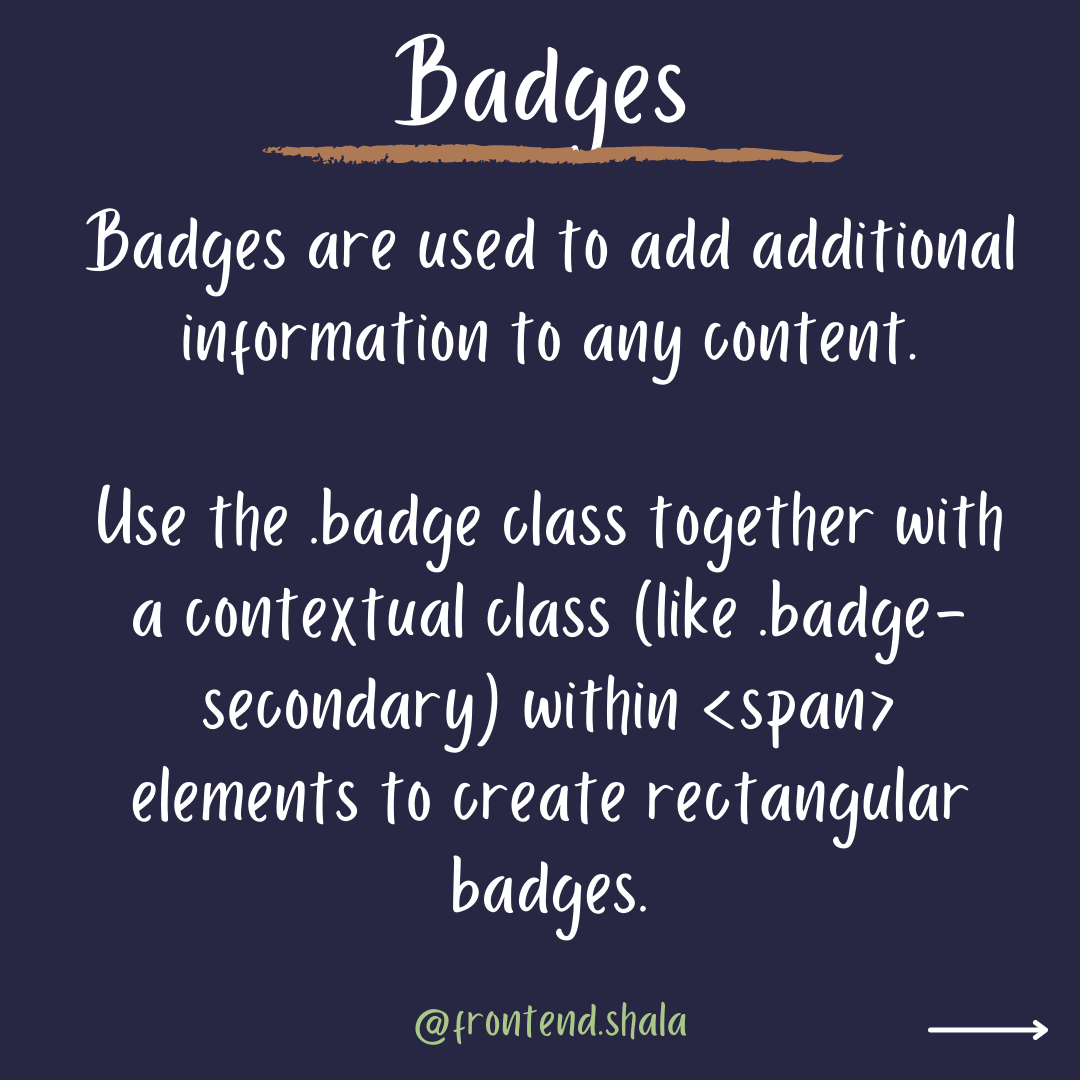 Badges
Badges are used to add additional
information to any content.
Use the .badge class together with
a contextual class (like .badge-
secondary) within <span>
elements to create rectangular
badges.
@frontend.shala